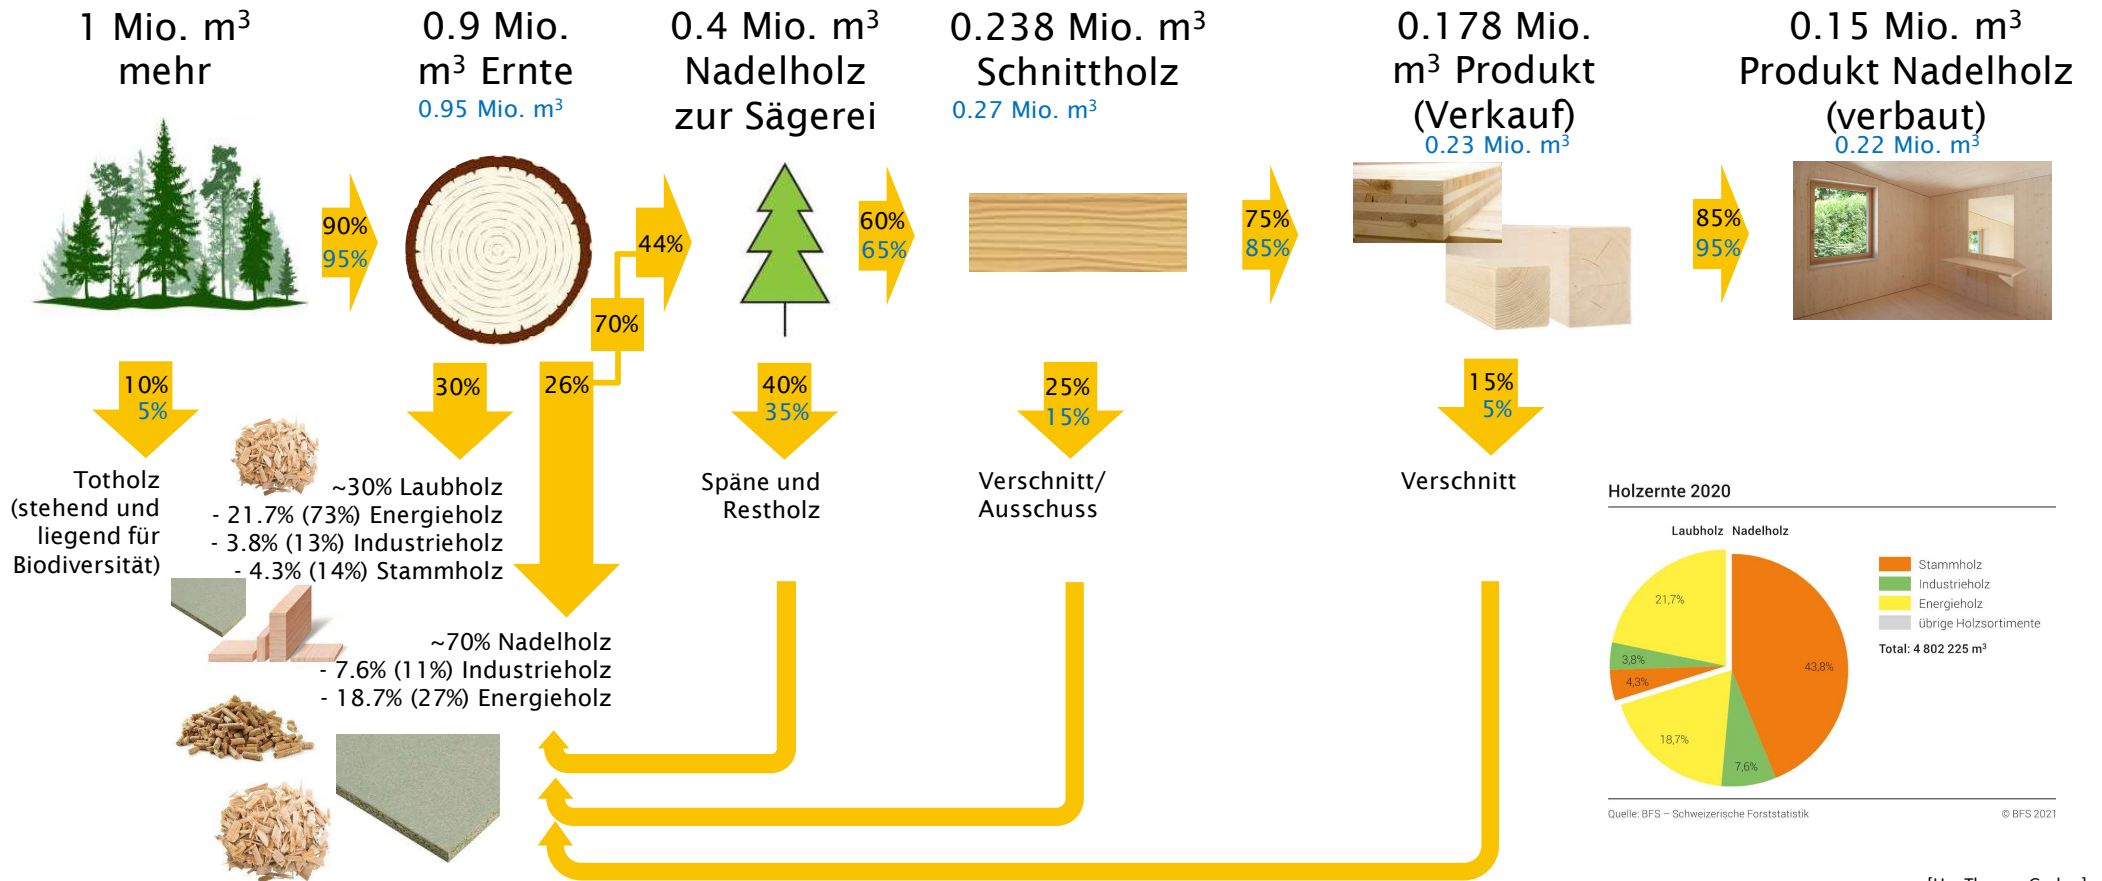 1 Mio. m³
mehr
0.9 Mio.
m³ Ernte
0.95 Mio. m³
0.4 Mio. m³
Nadelholz
zur Sägerei
0.238 Mio. m³
Schnittholz
0.27 Mio. m³
0.178 Mio.
m³ Produkt
(Verkauf)
0.23 Mio. m³
0.15 Mio. m³
Produkt Nadelholz
(verbaut)
0.22 Mio. m³
90%
95%
44%
70%
60%
65%
75%
85%
85%
95%
10%
5%
30%
26%
40%
35%
25%
15%
15%
5%
Totholz
(stehend und
liegend für
Biodiversität)
~30% Laubholz
- 21.7% (73%) Energieholz
- 3.8% (13%) Industrieholz
- 4.3% (14%) Stammholz
~70% Nadelholz
- 7.6% (11%) Industrieholz
- 18.7% (27%) Energieholz
Späne und
Restholz
Verschnitt/
Ausschuss
Verschnitt
Holzernte 2020
Laubholz Nadelholz
21,7%
3,8%
4,3%
18,7%
7,6%
43,8%
Stammholz
Industrieholz
Energieholz
übrige Holzsortimente
Total: 4 802 225 m³
Quelle: BFS – Schweizerische Forststatistik
© BFS 2021